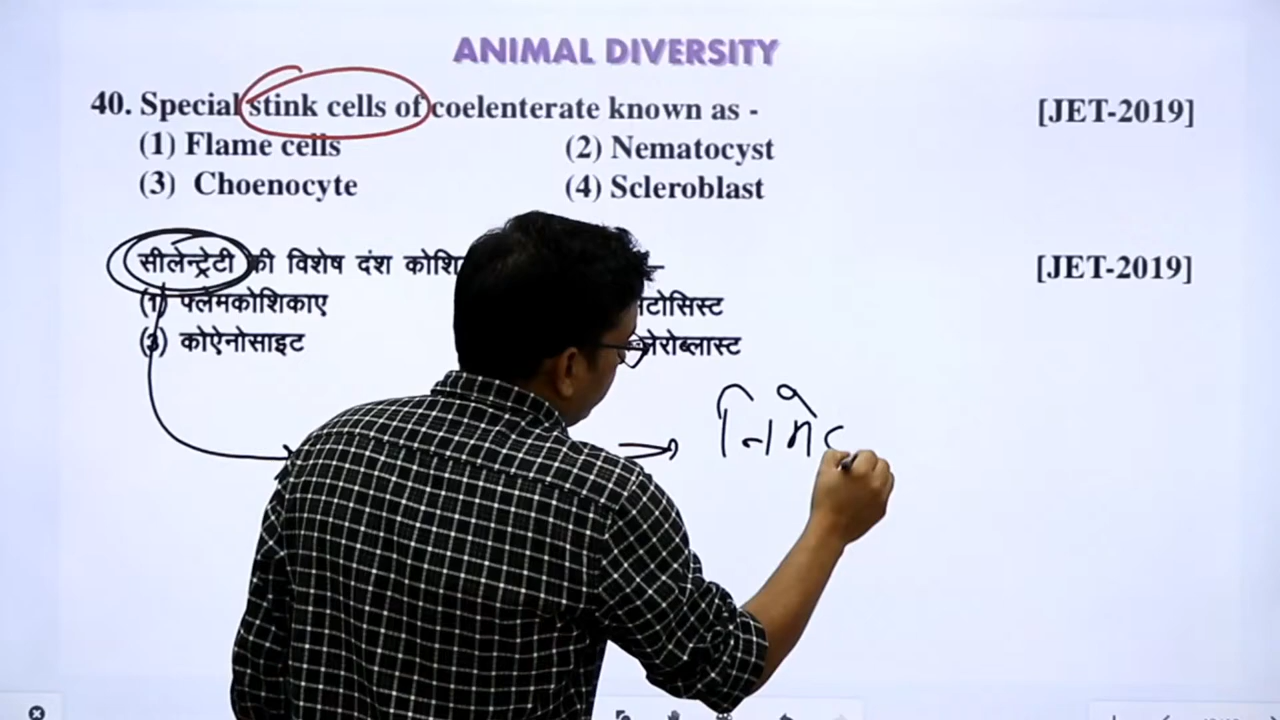 ANIMAL DIVERSITY
40. Special stink cells of coelenterate known as - [JET-2019]
(1) Flame cells (2) Nematocyst
(3) Choenocyte (4) Scleroblast
सीलेन्ट्रेटी की विशेष दंश [JET-2019]
(1) फ्लेमकोशिकाए
(3) कोऐनोसाइट